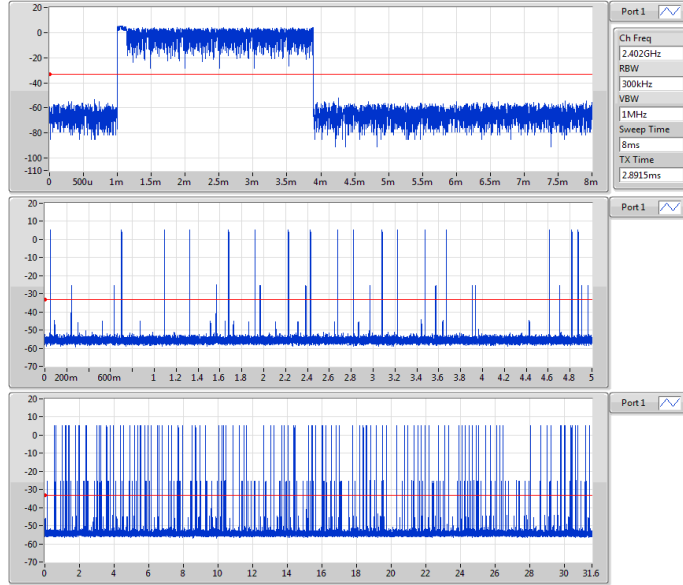 20
0
-20
-40
-60
-80
-100
-110
0 500u 1m 1.5m 2m 2.5m 3m 3.5m 4m 4.5m 5m 5.5m 6m 6.5m 7m 7.5m 8m
Port 1
Ch Freq
2.402GHz
RBW
300kHz
VBW
1MHz
Sweep Time
8ms
TX Time
2.8915ms
20
10
0
-10
-20
-30
-40
-50
-60
-70
0 200m 600m 1 1.2 1.4 1.6 1.8 2 2.2 2.4 2.6 2.8 3 3.2 3.4 3.6 3.8 4 4.2 4.4 4.6 4.8 5
Port 1
20
10
0
-10
-20
-30
-40
-50
-60
-70
0 2 4 6 8 10 12 14 16 18 20 22 24 26 28 30 31.6
Port 1